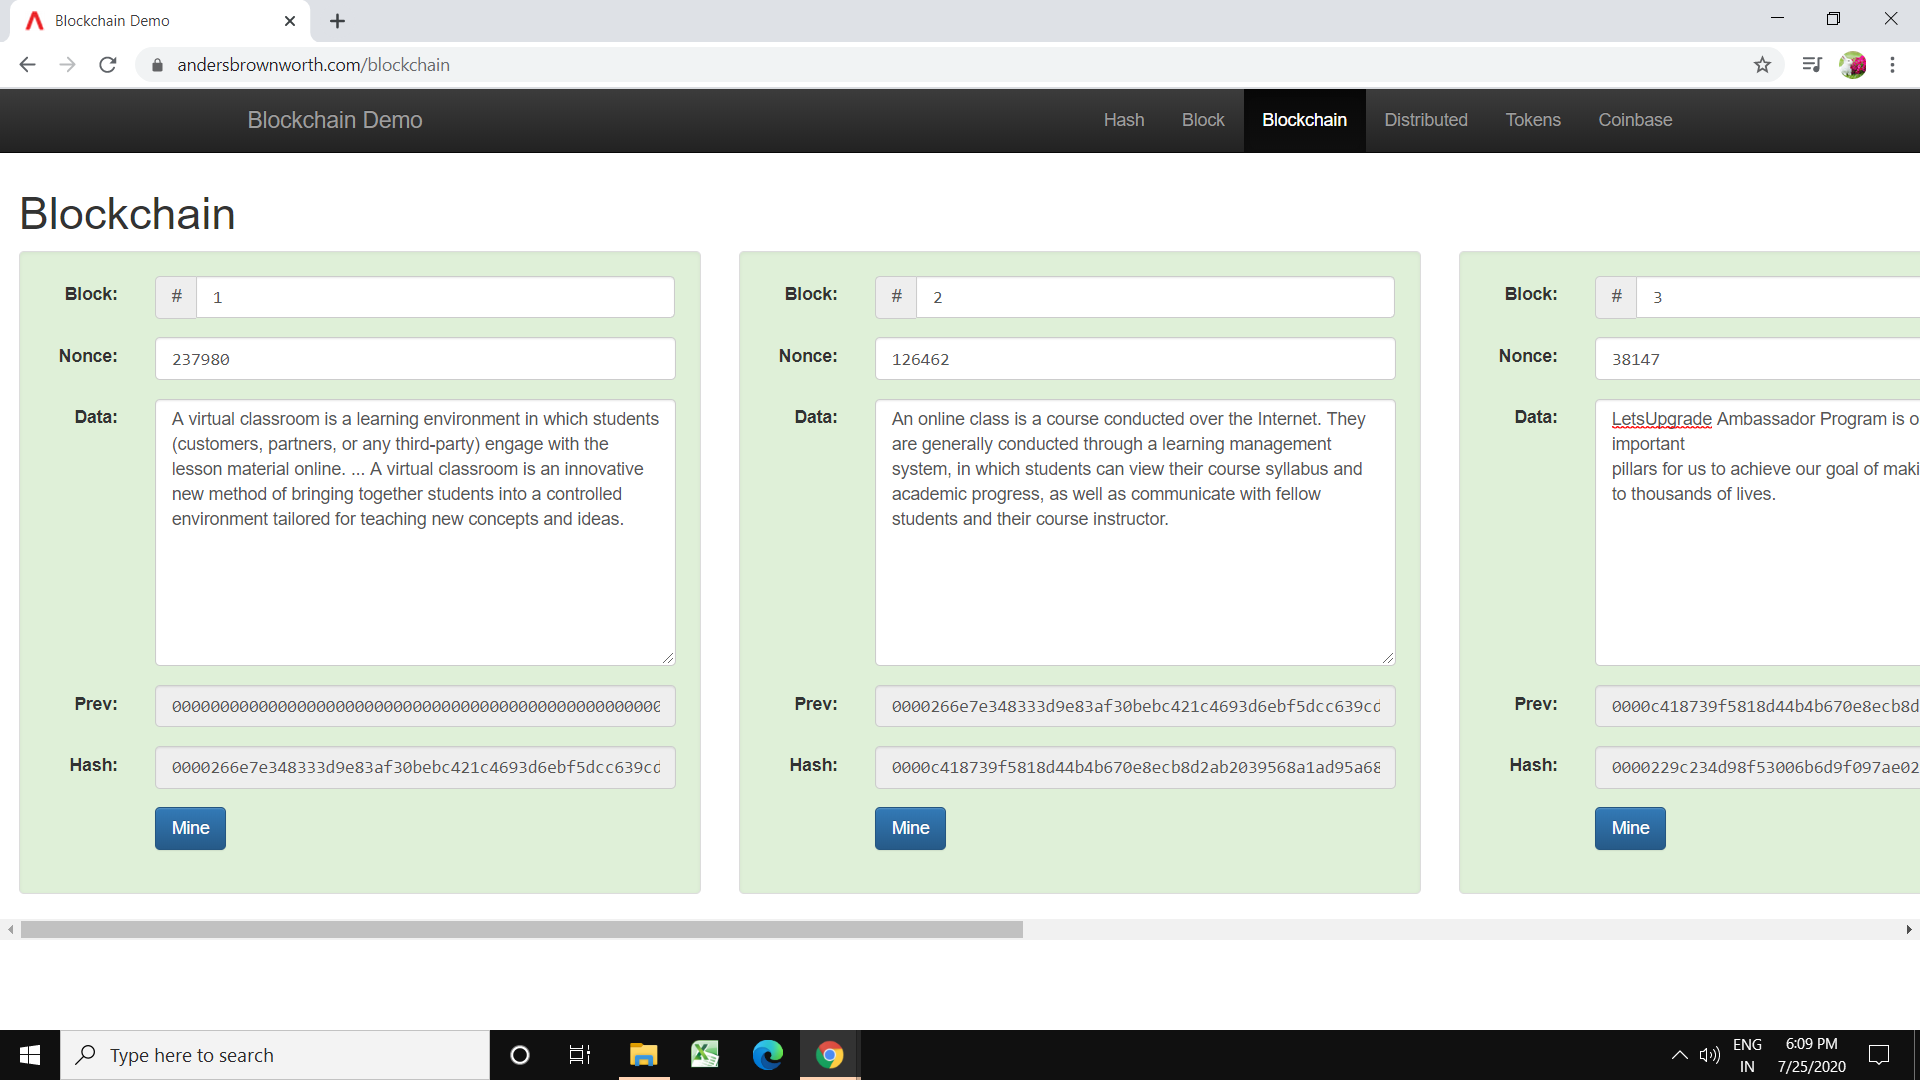 Blockchain Demo
andersbrownworth.com/blockchain
Blockchain Demo Hash Block Blockchain Distributed Tokens Coinbase
Blockchain
Block: # 1
Nonce: 237980
Data: A virtual classroom is a learning environment in which students
(customers, partners, or any third-party) engage with the
lesson material online. ... A virtual classroom is an innovative
new method of bringing together students into a controlled
environment tailored for teaching new concepts and ideas.
Prev: 00000000000000000000000000000000000000000000000000
Hash: 0000266e7e348333d9e83af30bebc421c4693d6ebf5dcc639cd
Mine
Block: # 2
Nonce: 126462
Data: An online class is a course conducted over the Internet. They
are generally conducted through a learning management
system, in which students can view their course syllabus and
academic progress, as well as communicate with fellow
students and their course instructor.
Prev: 0000266e7e348333d9e83af30bebc421c4693d6ebf5dcc639cd
Hash: 0000c418739f5818d44b4b670e8ecb8d2ab2039568a1ad95a68
Mine
Block: # 3
Nonce: 38147
Data: LetsUpgrade Ambassador Program is o
important
pillars for us to achieve our goal of maki
to thousands of lives.
Prev: 0000c418739f5818d44b4b670e8ecb8d
Hash: 0000229c234d98f53006b6d9f097ae02
Mine
Type here to search
ENG
IN
6:09 PM
7/25/2020